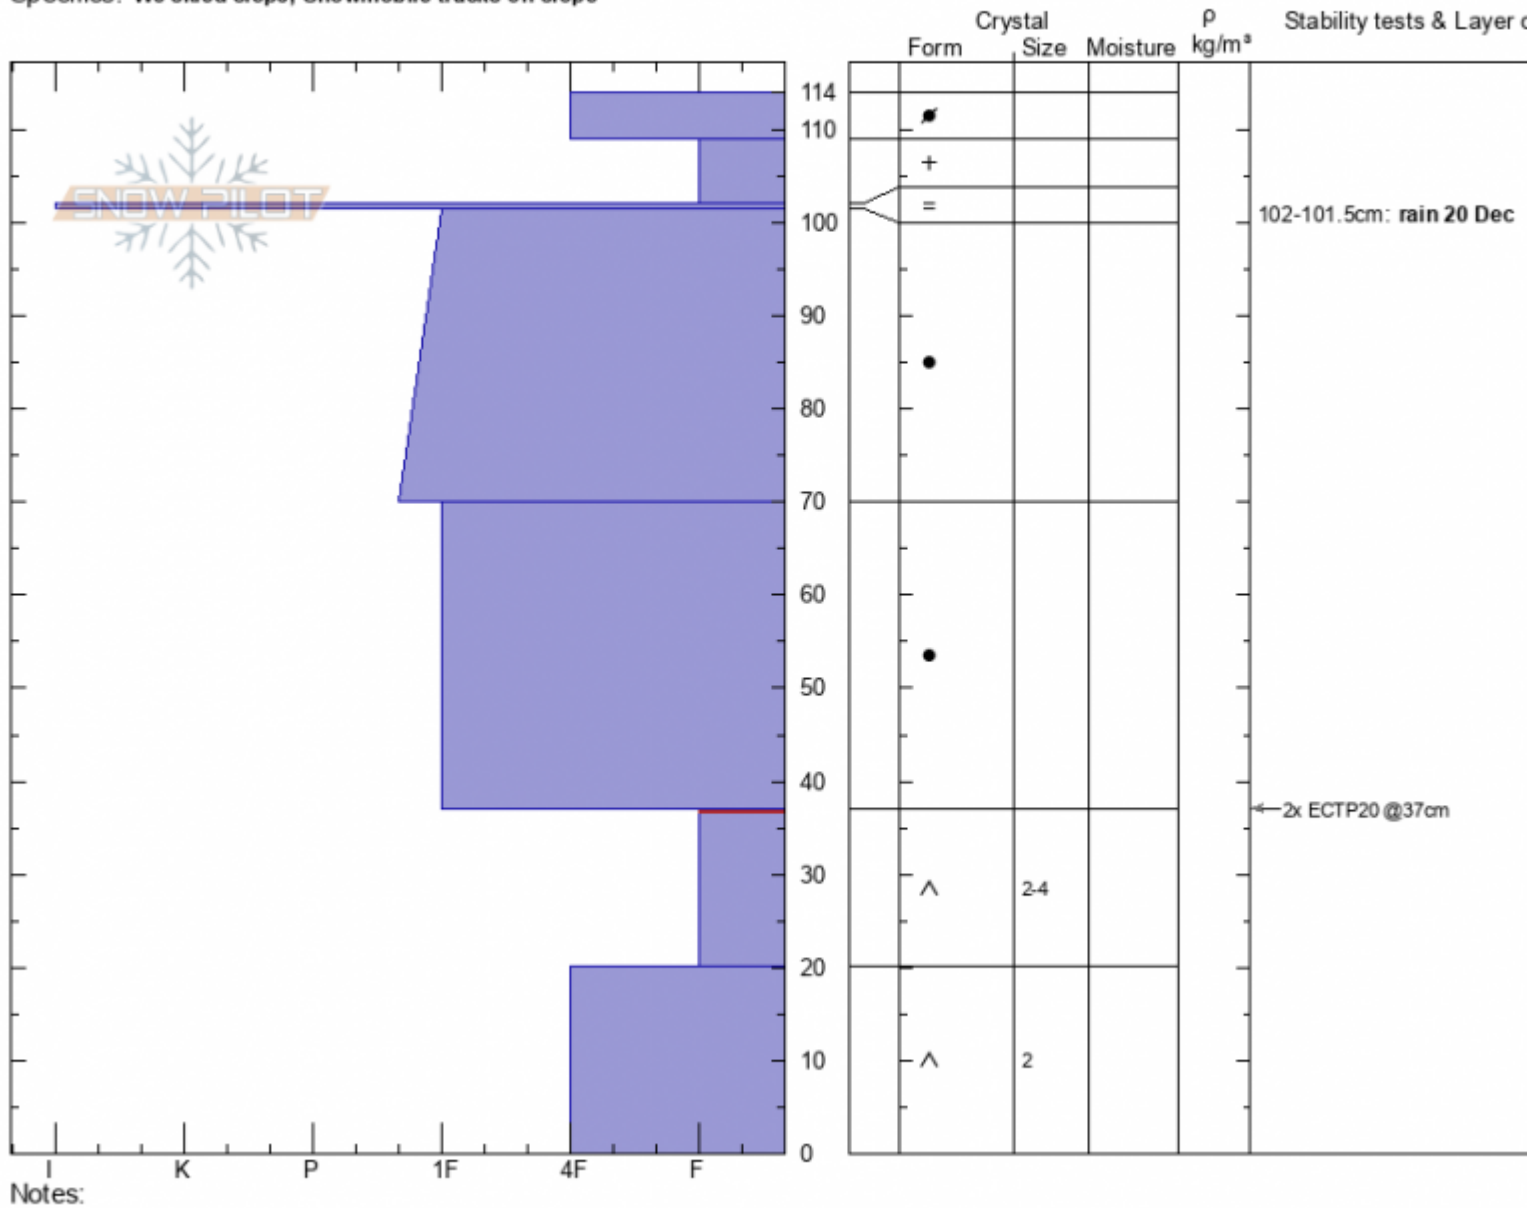 Crystal ρ Stability tests & Layer c
Form Size Moisture kg/m³
SNOW PILOT
114
110
100
90
80
70
60
50
40
30
20
10
0
+
=
102-101.5cm: rain 20 Dec
2x ECTP20 @37cm
2-4
2
I K P 1F 4F F
Notes: